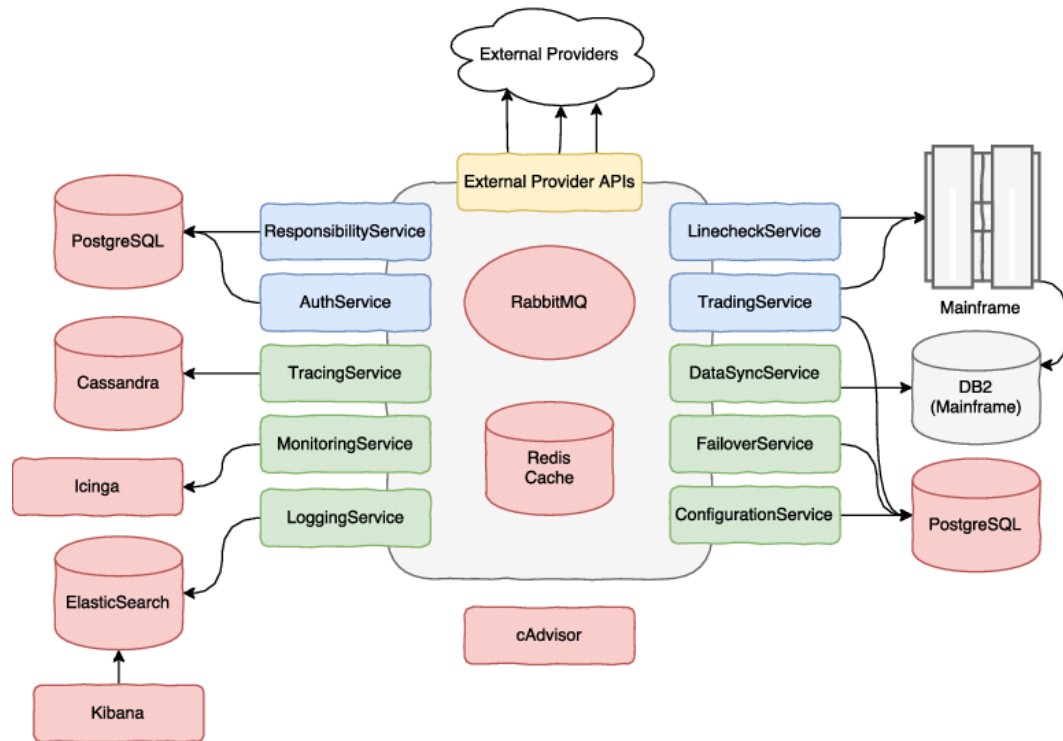 External Providers
External Provider APIs
PostgreSQL
ResponsibilityService
LinecheckService
AuthService
RabbitMQ
TradingService
Mainframe
Cassandra
TracingService
DataSyncService
DB2
(Mainframe)
Icinga
MonitoringService
Redis
Cache
FailoverService
LoggingService
ConfigurationService
PostgreSQL
ElasticSearch
cAdvisor
Kibana